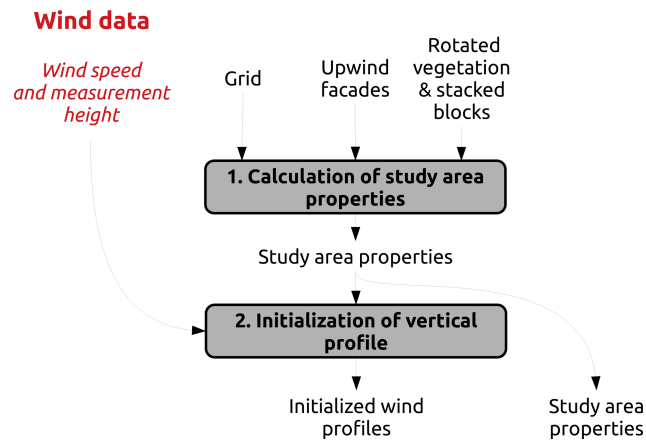 Wind data
Wind speed
and measurement
height
Grid
Upwind
facades
Rotated
vegetation
& stacked
blocks
1. Calculation of study area
properties
Study area properties
2. Initialization of vertical
profile
Initialized wind
profiles
Study area
properties